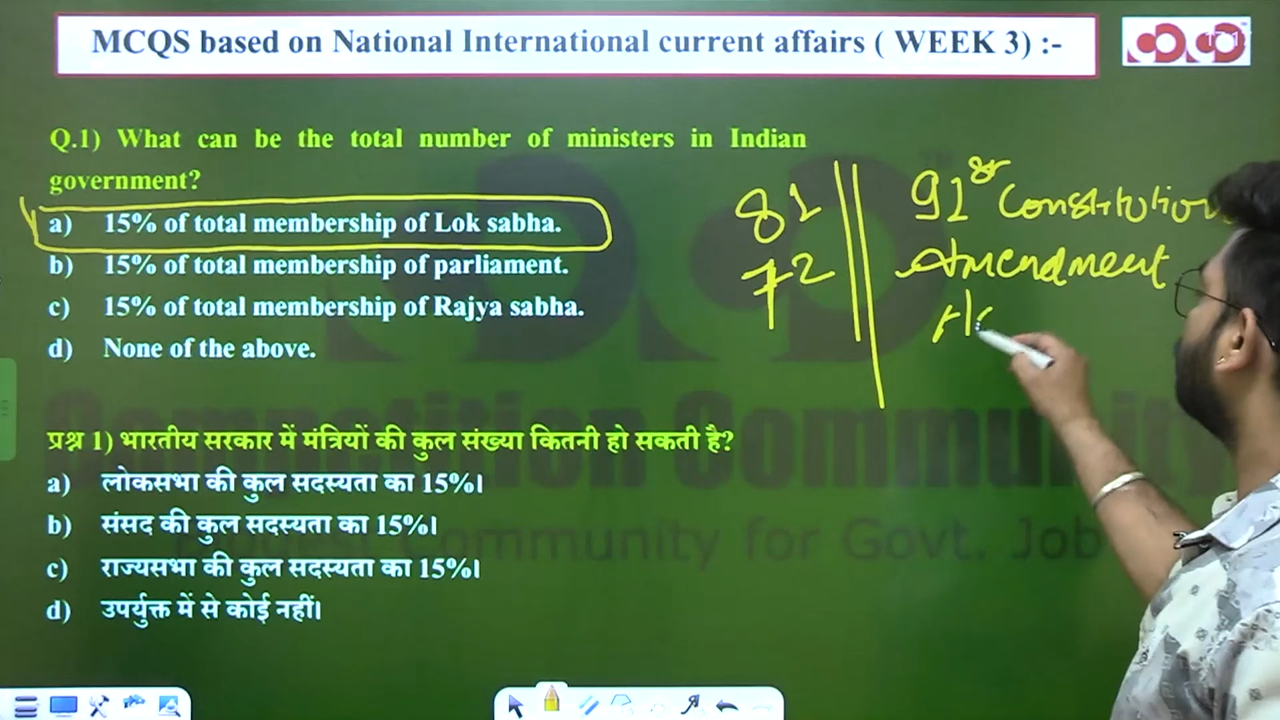 MCQS based on National International current affairs ( WEEK 3) :-
Q.1) What can be the total number of ministers in Indian
government?
a) 15% of total membership of Lok sabha.
b) 15% of total membership of parliament.
c) 15% of total membership of Rajya sabha.
d) None of the above.
81
72
91st Constitution
Amendment
प्रश्न 1) भारतीय सरकार में मंत्रियों की कुल संख्या कितनी हो सकती है?
a) लोकसभा की कुल सदस्यता का 15%।
b) संसद की कुल सदस्यता का 15%।
c) राज्यसभा की कुल सदस्यता का 15%।
d) उपर्युक्त में से कोई नहीं।
Competition Community
Community for Govt. Job